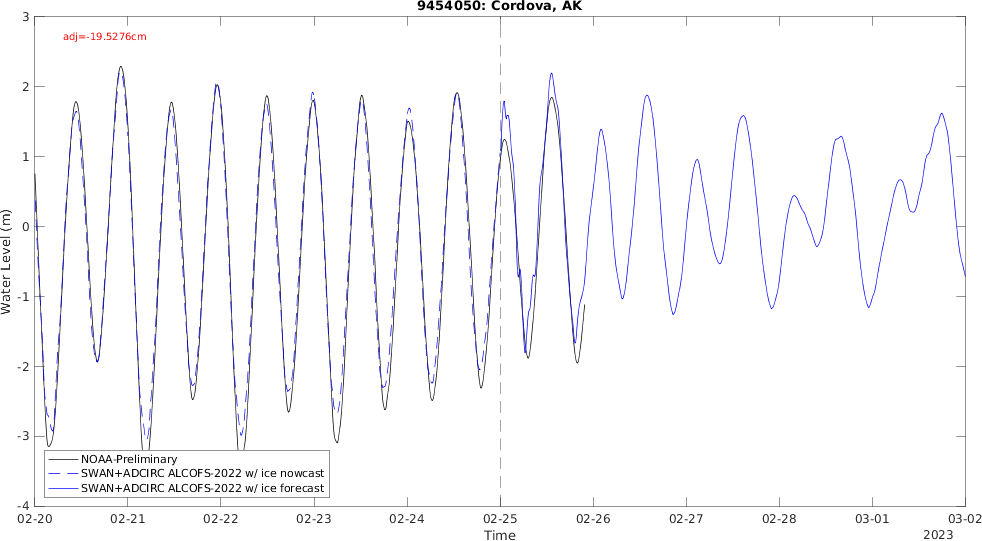 9454050: Cordova, AK
adj=-19.5276cm
3
2
1
0
-1
-2
-3
-4
Water Level (m)
NOAA-Preliminary
SWAN+ADCIRC ALCOFS-2022 w/ ice nowcast
SWAN+ADCIRC ALCOFS-2022 w/ ice forecast
02-20 02-21 02-22 02-23 02-24 02-25 02-26 02-27 02-28 03-01 03-02
Time
2023